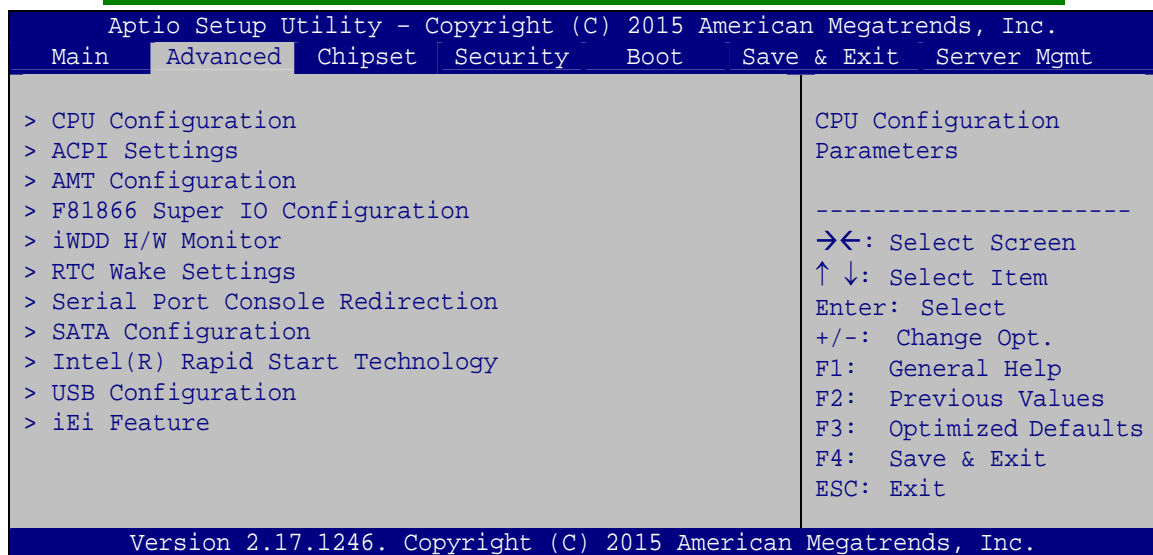 Aptio Setup Utility – Copyright (C) 2015 American Megatrends, Inc.
Main Advanced Chipset Security Boot Save & Exit Server Mgmt
> CPU Configuration
> ACPI Settings
> AMT Configuration
> F81866 Super IO Configuration
> iWDD H/W Monitor
> RTC Wake Settings
> Serial Port Console Redirection
> SATA Configuration
> Intel(R) Rapid Start Technology
> USB Configuration
> iEi Feature
CPU Configuration
Parameters
----------------------
→←: Select Screen
↑ ↓: Select Item
Enter: Select
+/-: Change Opt.
F1: General Help
F2: Previous Values
F3: Optimized Defaults
F4: Save & Exit
ESC: Exit
Version 2.17.1246. Copyright (C) 2015 American Megatrends, Inc.